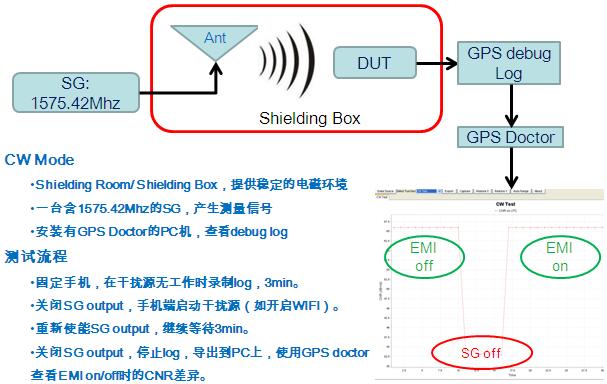 Ant
SG:
1575.42Mhz
DUT
GPS debug
Log
Shielding Box
GPS Doctor
CW Mode
•Shielding Room/ Shielding Box，提供稳定的电磁环境
•一台含1575.42Mhz的SG，产生测量信号
•安装有GPS Doctor的PC机，查看debug log
测试流程
•固定手机，在干扰源无工作时录制log，3min。
•关闭SG output，手机端启动干扰源（如开启WIFI）。
•重新使能SG output，继续等待3min。
•关闭SG output，停止log，导出到PC上，使用GPS doctor
查看EMI on/off时的CNR差异。
CW Test
EMI
off
EMI
on
SG off
Time